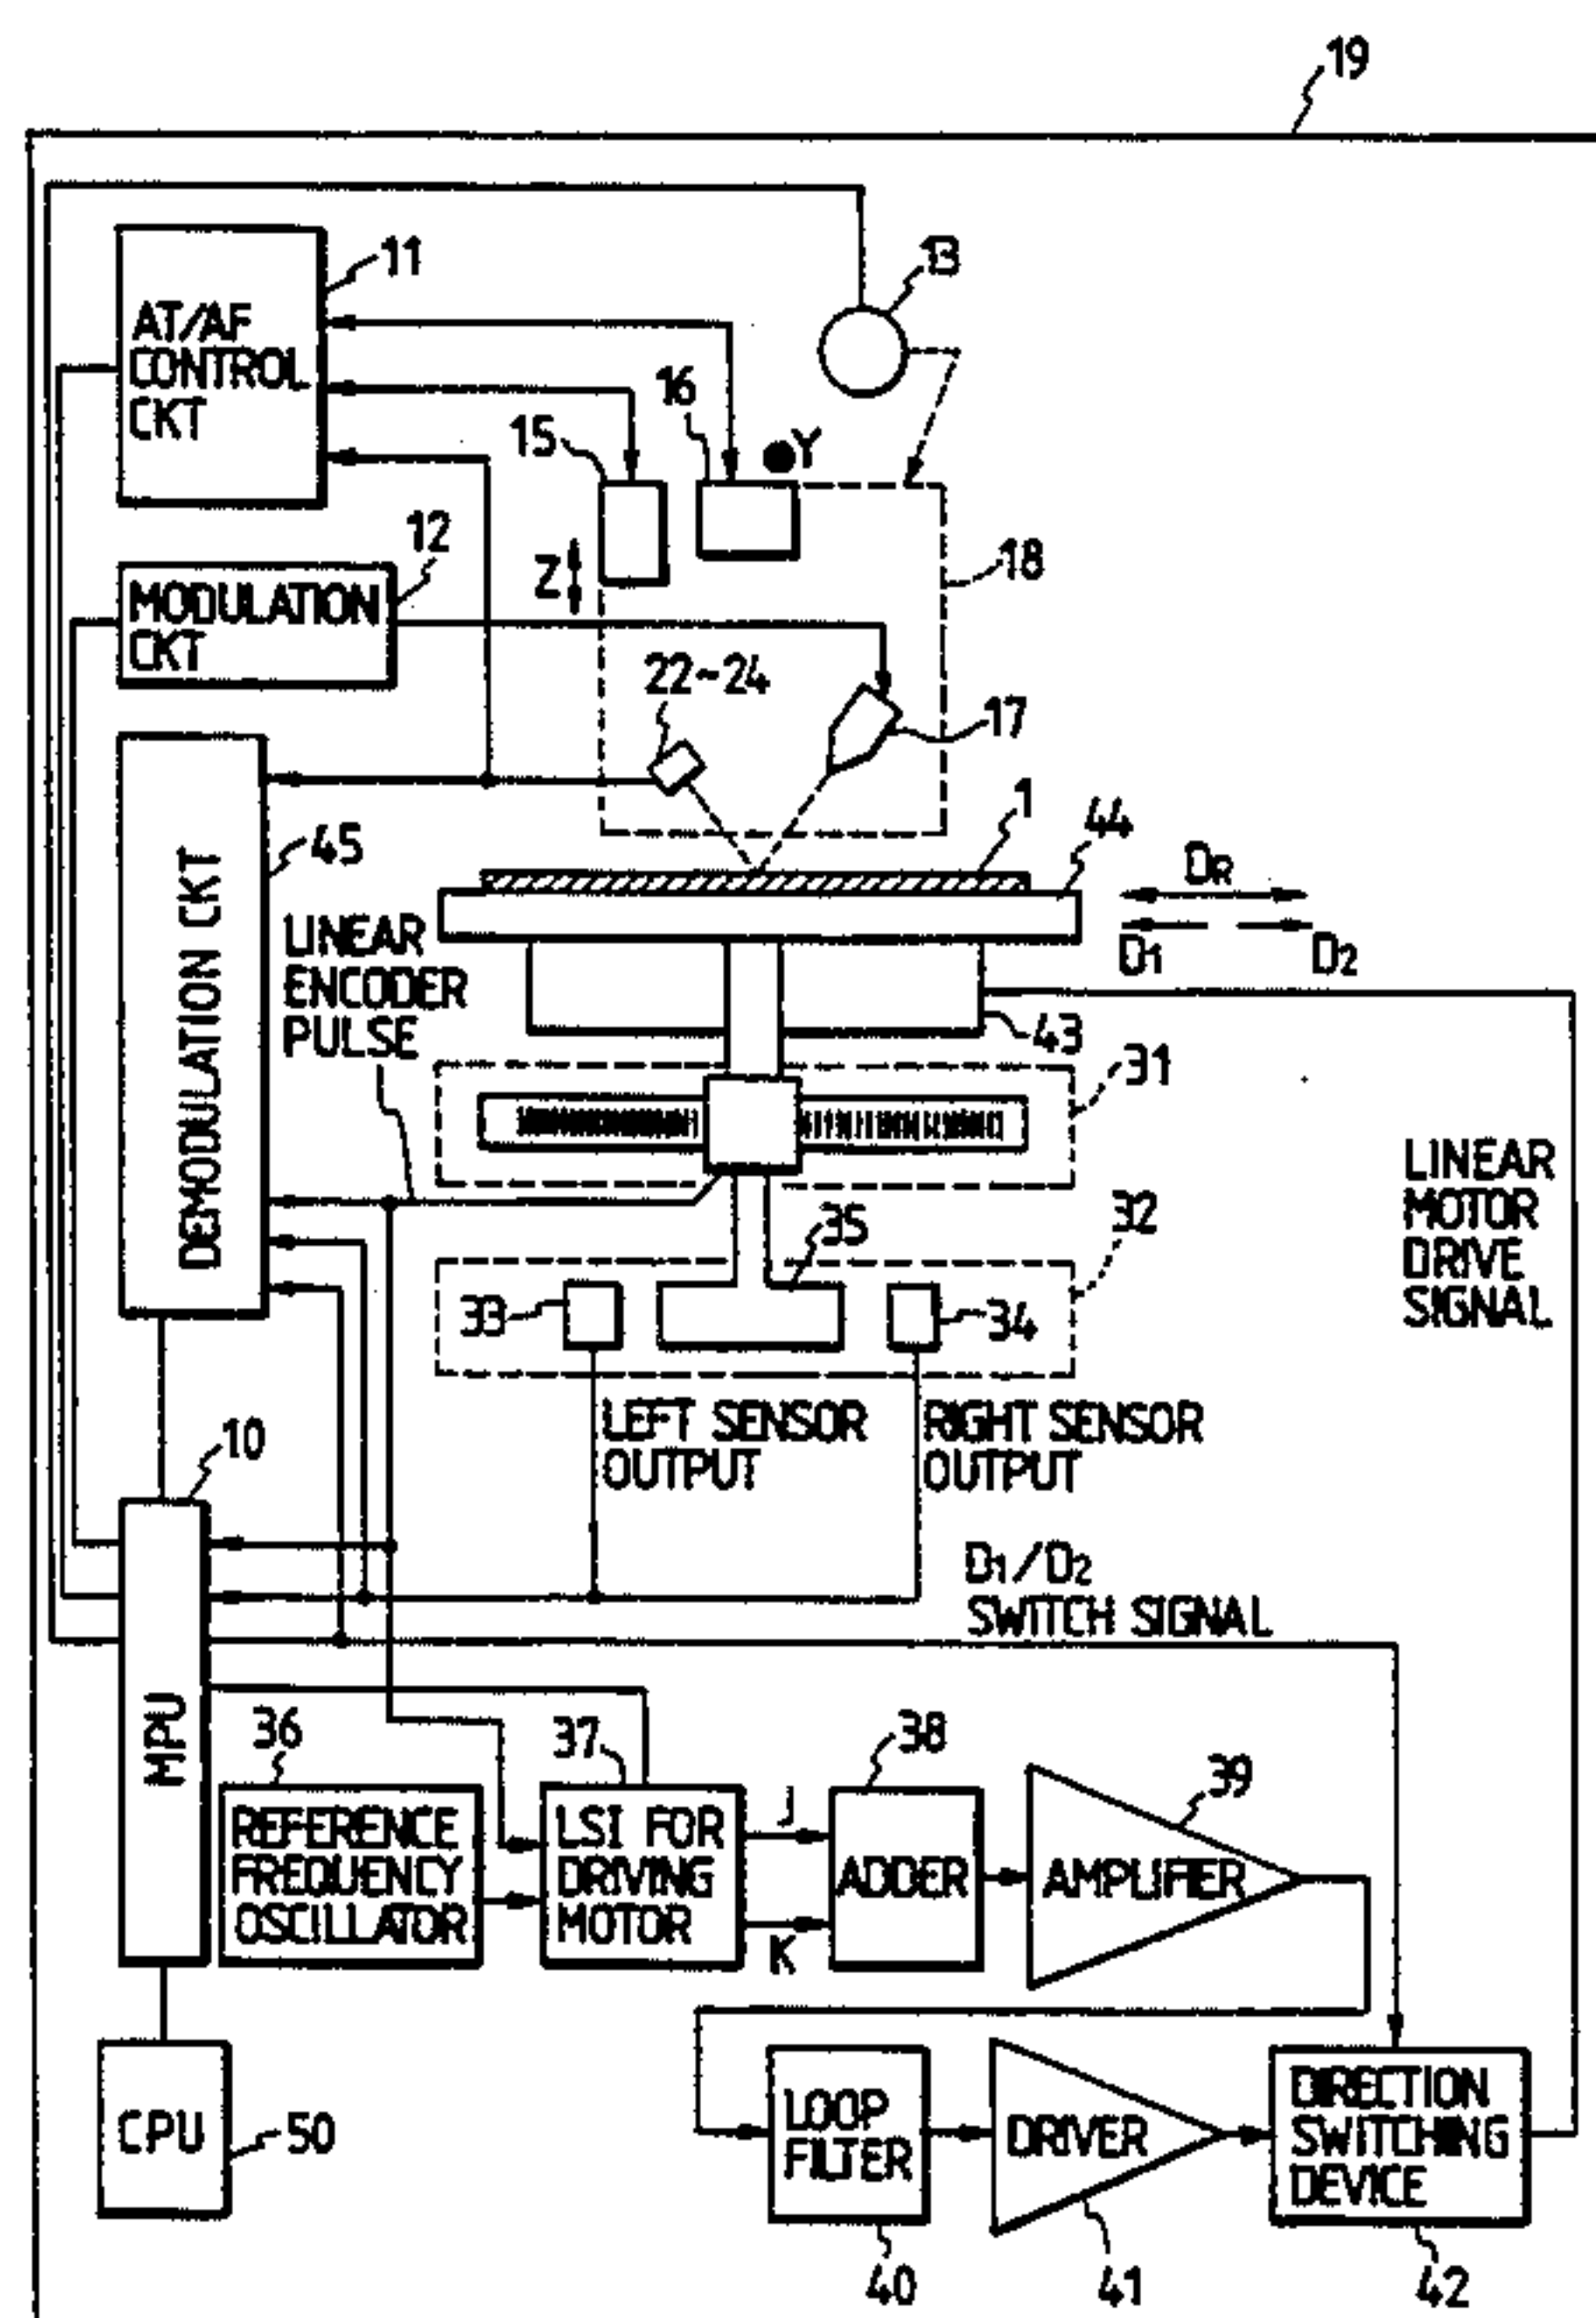 19
11
13
AT/AF
CONTROL
CKT
16
15
Y
12
18
Z
MODULATION
CKT
22~24
17
1
44
45
DR
D1
D2
DEMODULATION CKT
LINEAR
ENCODER
PULSE
43
31
LINEAR
MOTOR
DRIVE
SIGNAL
35
32
33
34
LEFT SENSOR
OUTPUT
RIGHT SENSOR
OUTPUT
10
D1/D2
SWITCH SIGNAL
MPU
36
37
38
39
J
REFERENCE
FREQUENCY
OSCILLATOR
LSI FOR
DRIVING
MOTOR
ADDER
AMPLIFIER
K
CPU
50
LOOP
FILTER
DRIVER
DIRECTION
SWITCHING
DEVICE
40
41
42